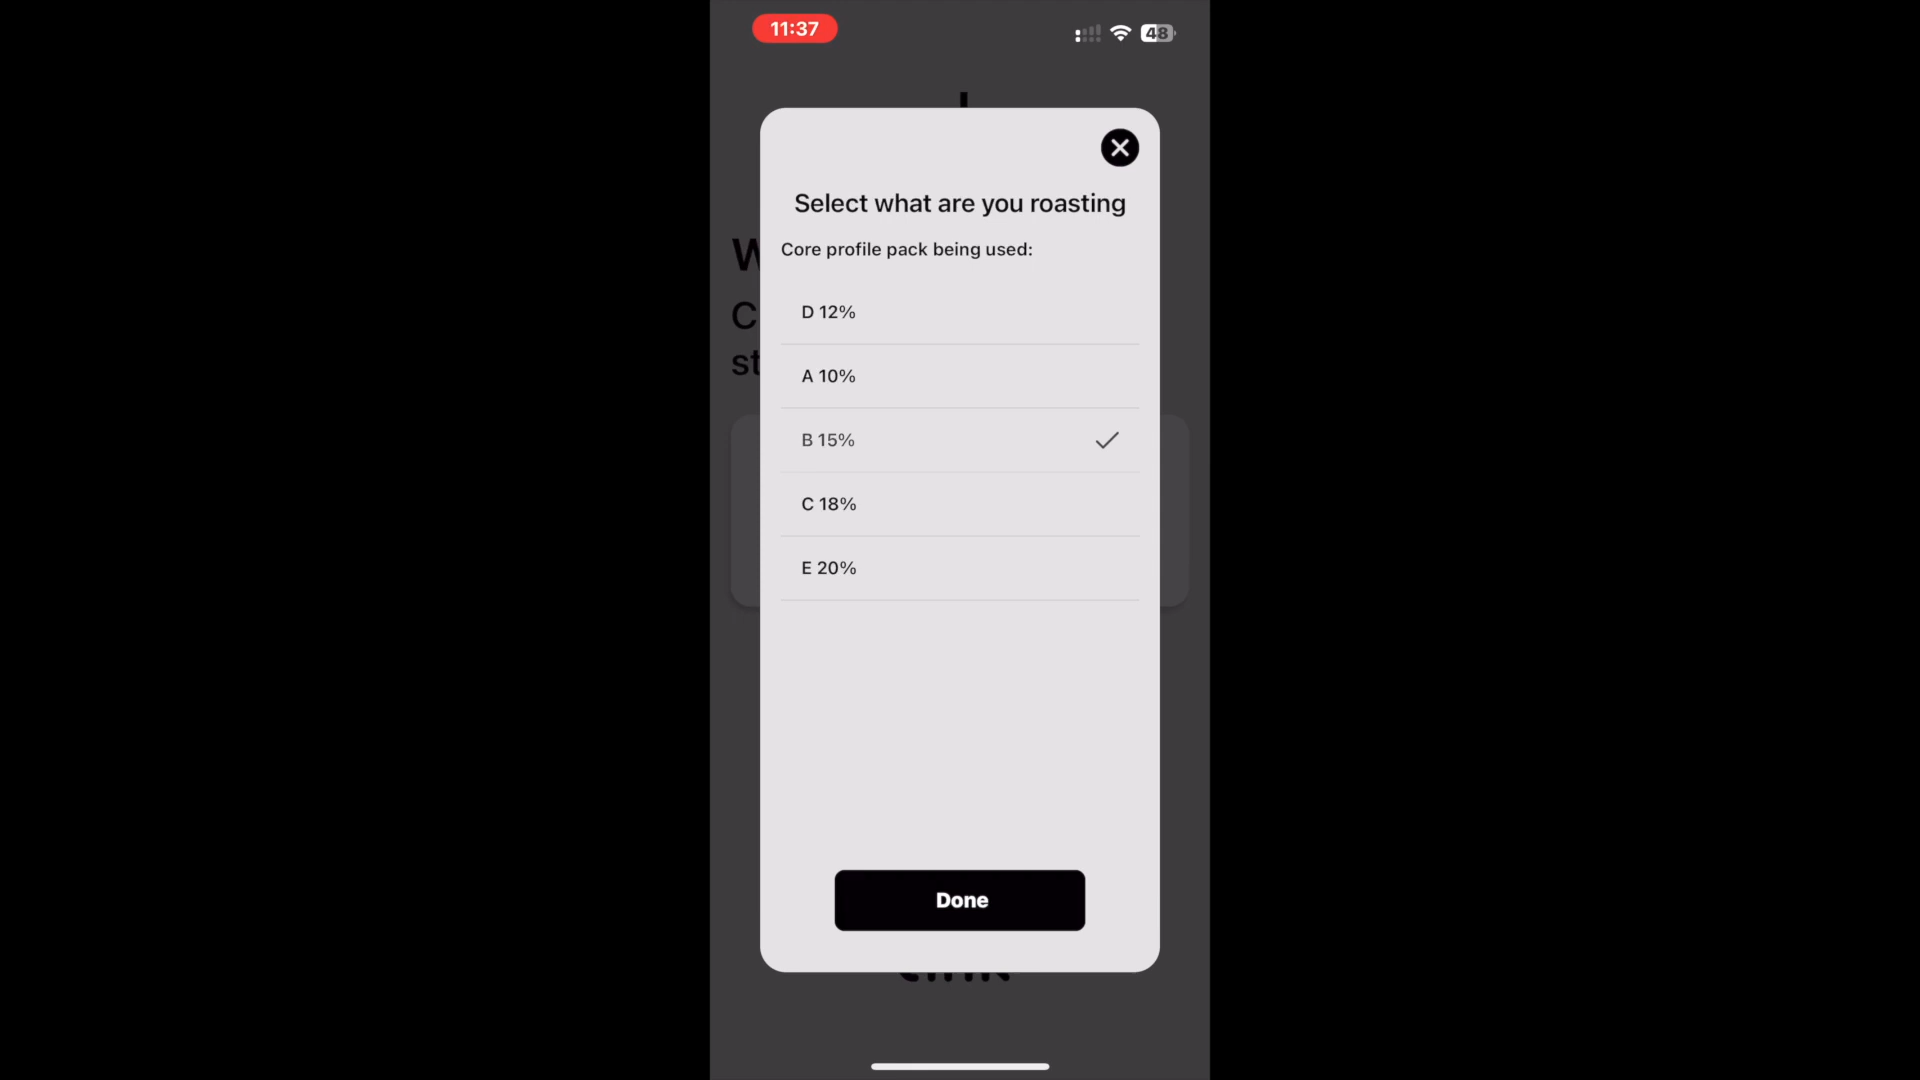 11:37
48
Select what are you roasting
Core profile pack being used:
D 12%
A 10%
B 15%
C 18%
E 20%
Done